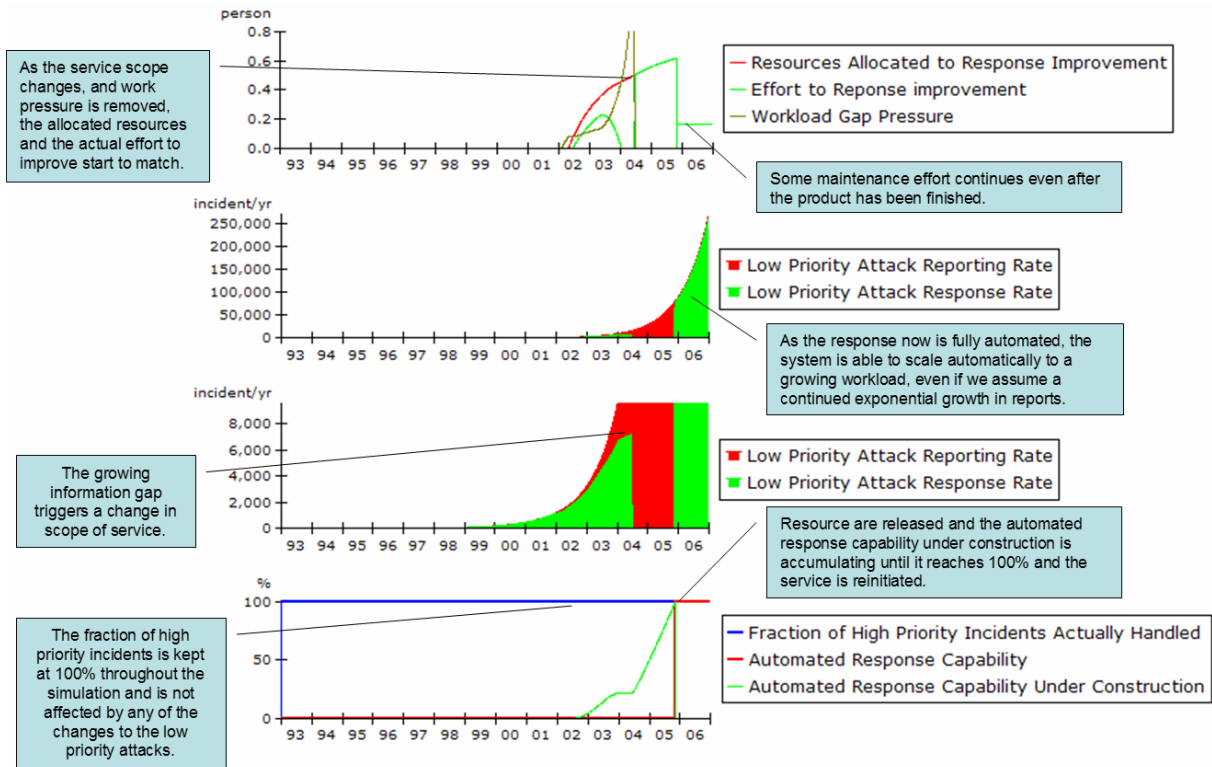 person
0.8
0.6
0.4
0.2
0.0
93 94 95 96 97 98 99 00 01 02 03 04 05 06
As the service scope
changes, and work
pressure is removed,
the allocated resources
and the actual effort to
improve start to match.
Resources Allocated to Response Improvement
Effort to Reponse improvement
Workload Gap Pressure
Some maintenance effort continues even after
the product has been finished.
incident/yr
250,000
200,000
150,000
100,000
50,000
0
93 94 95 96 97 98 99 00 01 02 03 04 05 06
Low Priority Attack Reporting Rate
Low Priority Attack Response Rate
As the response now is fully automated, the
system is able to scale automatically to a
growing workload, even if we assume a
continued exponential growth in reports.
incident/yr
8,000
6,000
4,000
2,000
0
93 94 95 96 97 98 99 00 01 02 03 04 05 06
The growing
information gap
triggers a change in
scope of service.
Low Priority Attack Reporting Rate
Low Priority Attack Response Rate
Resource are released and the automated
response capability under construction is
accumulating until it reaches 100% and the
service is reinitiated.
%
100
50
0
93 94 95 96 97 98 99 00 01 02 03 04 05 06
The fraction of high
priority incidents is kept
at 100% throughout the
simulation and is not
affected by any of the
changes to the low
priority attacks.
Fraction of High Priority Incidents Actually Handled
Automated Response Capability
Automated Response Capability Under Construction